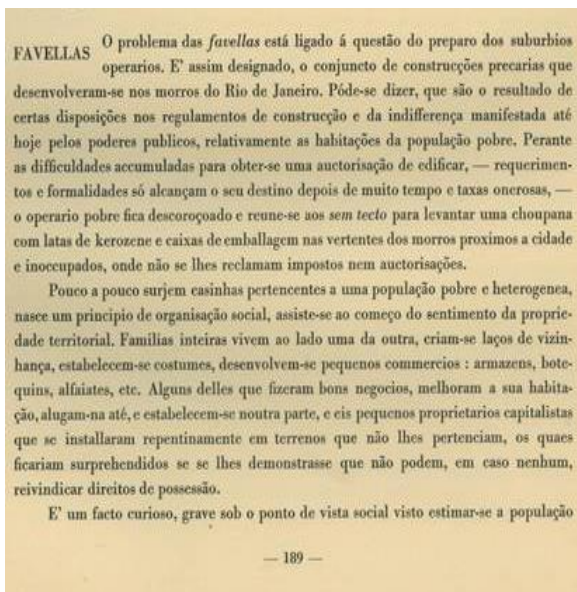 FAVELLAS O problema das favellas está ligado á questão do preparo dos suburbios
operarios. E' assim designado, o conjuncto de construcções precarias que
desenvolveram-se nos morros do Rio de Janeiro. Póde-se dizer, que são o resultado de
certas disposições nos regulamentos de construcção e da indifferença manifestada até
hoje pelos poderes publicos, relativamente as habitações da população pobre. Perante
as difficuldades accumuladas para obter-se uma auctorisação de edificar, — requerimen-
tos e formalidades só alcançam o seu destino depois de muito tempo e taxas onerosas, —
o operario pobre fica descoroçoado e reune-se aos sem tecto para levantar uma choupana
com latas de kerozene e caixas de emballagem nas vertentes dos morros proximos a cidade
e inoccupados, onde não se lhes reclamam impostos nem auctorisações.
Pouco a pouco surjem casinhas pertencentes a uma população pobre e heterogenea,
nasce um principio de organisação social, assiste-se ao começo do sentimento da proprie-
dade territorial. Familias inteiras vivem ao lado uma da outra, criam-se laços de vizin-
hança, estabelecem-se costumes, desenvolvem-se pequenos commercios : armazens, bote-
quins, alfaiates, etc. Alguns delles que fizeram bons negocios, melhoram a sua habita-
ção, alugam-na até, e estabelecem-se noutra parte, e eis pequenos proprietarios capitalistas
que se installaram repentinamente em terrenos que não lhes pertenciam, os quaes
ficariam surprehendidos se se lhes demonstrasse que não podem, em caso nenhum,
reivindicar direitos de possessão.
E' um facto curioso, grave sob o ponto de vista social visto estimar-se a população
— 189 —